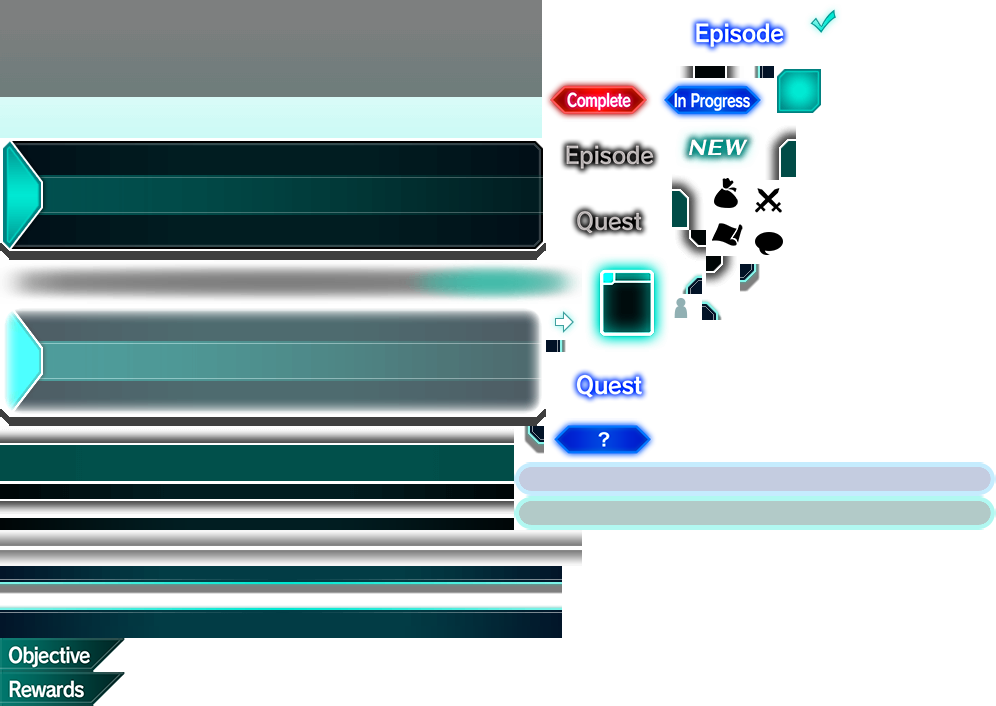 Episode
Complete
In Progress
Episode
NEW
Quest
Quest
?
Objective
Rewards